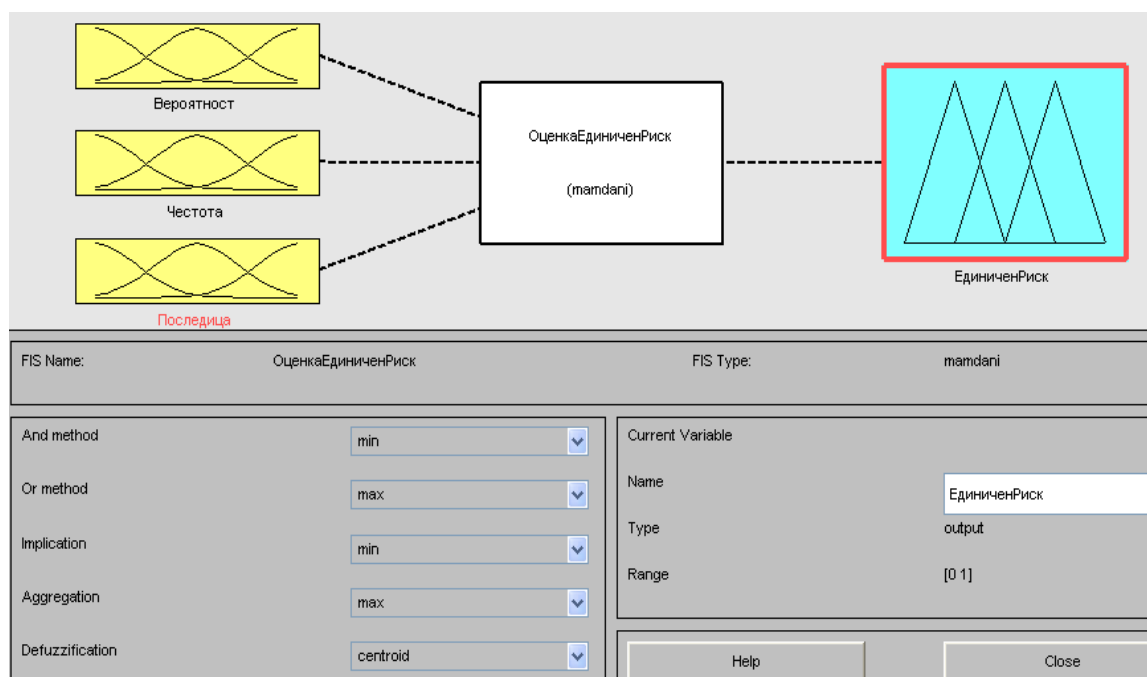 Вероятност
Честота
Последица
ОценкаЕдиниченРиск
(mamdani)
ЕдиниченРиск
FIS Name: ОценкаЕдиниченРиск FIS Type: mamdani
And method min
Or method max
Implication min
Aggregation max
Defuzzification centroid
Current Variable
Name ЕдиниченРиск
Type output
Range [0 1]
Help Close